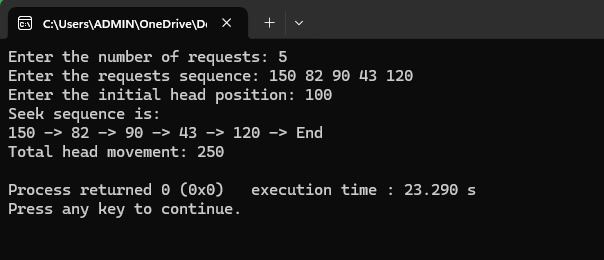 C:\Users\ADMIN\OneDrive\De
Enter the number of requests: 5
Enter the requests sequence: 150 82 90 43 120
Enter the initial head position: 100
Seek sequence is:
150 -> 82 -> 90 -> 43 -> 120 -> End
Total head movement: 250
Process returned 0 (0x0)   execution time : 23.290 s
Press any key to continue.